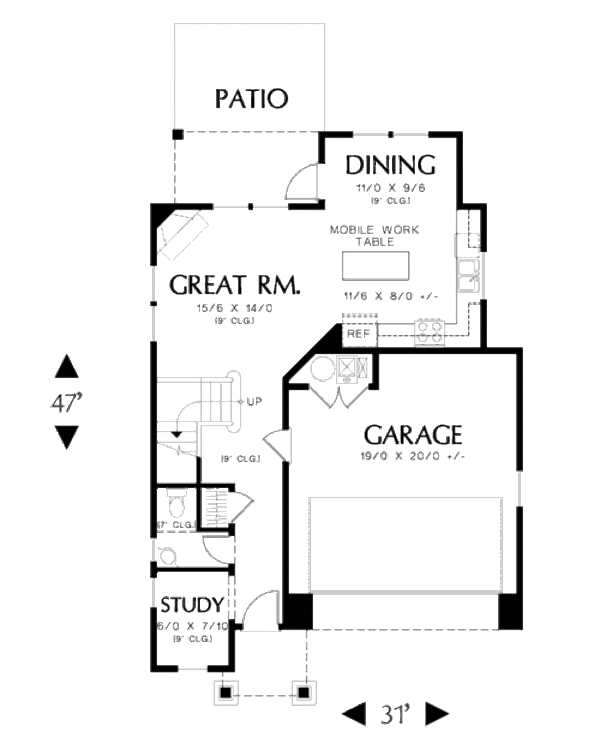 PATIO
DINING
11/0 X 9/6
(9' CLG.)
MOBILE WORK
TABLE
GREAT RM.
15/6 X 14/0
(9' CLG.)
11/6 X 8/0 +/-
REF
47'
UP
GARAGE
19/0 X 20/0 +/-
(9' CLG.)
(7' CLG.)
STUDY
6/0 X 7/10
(9' CLG.)
31'